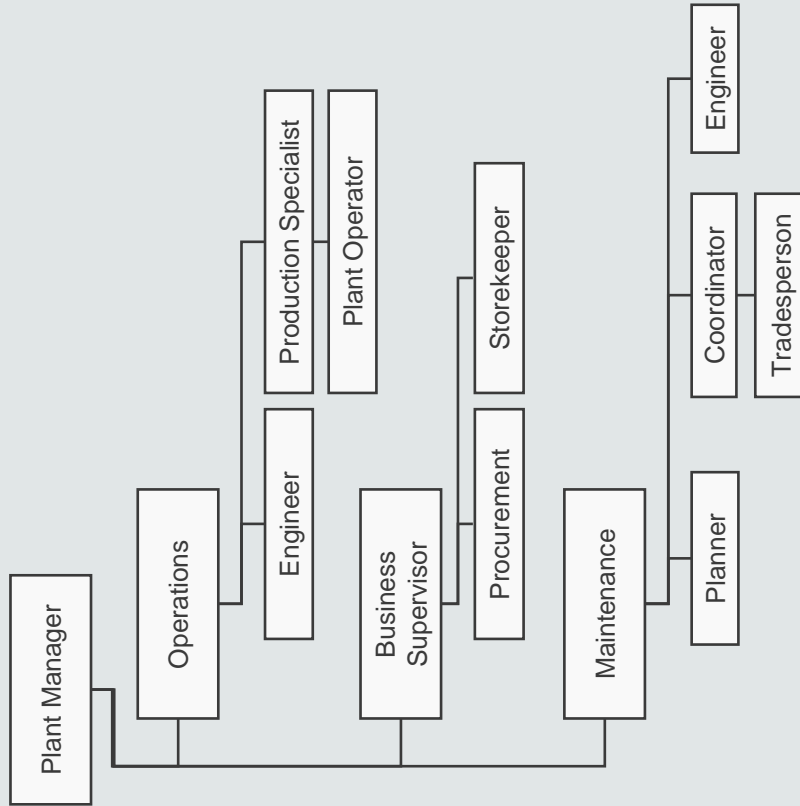 Plant Manager
Operations
Engineer
Production Specialist
Plant Operator
Business
Supervisor
Procurement
Storekeeper
Maintenance
Planner
Coordinator
Tradesperson
Engineer